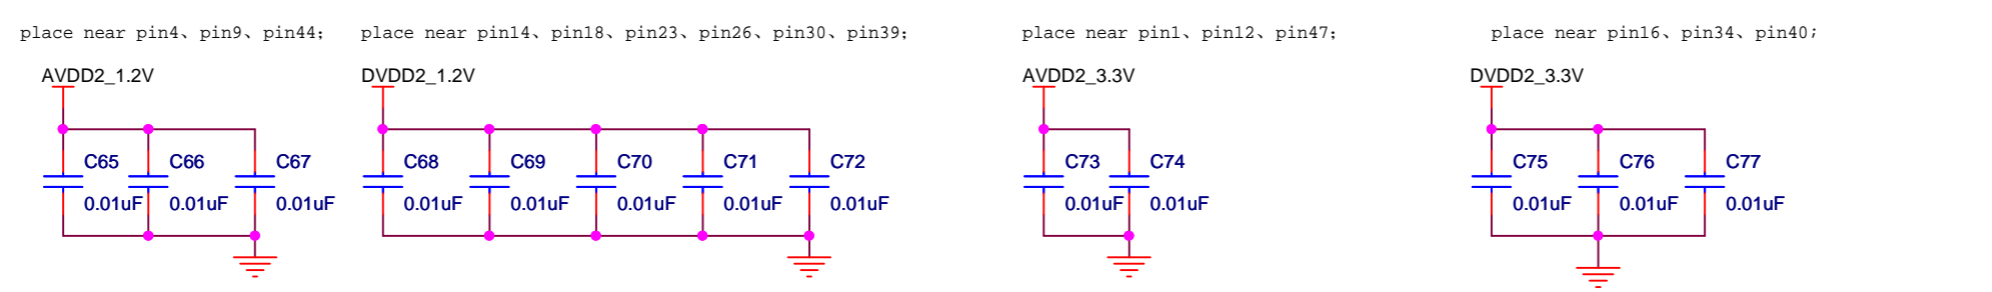 place near pin4、pin9、pin44;
place near pin14、pin18、pin23、pin26、pin30、pin39;
place near pin1、pin12、pin47;
place near pin16、pin34、pin40;
AVDD2_1.2V
DVDD2_1.2V
AVDD2_3.3V
DVDD2_3.3V
C65
C66
C67
C68
C69
C70
C71
C72
C73
C74
C75
C76
C77
0.01uF
0.01uF
0.01uF
0.01uF
0.01uF
0.01uF
0.01uF
0.01uF
0.01uF
0.01uF
0.01uF
0.01uF
0.01uF